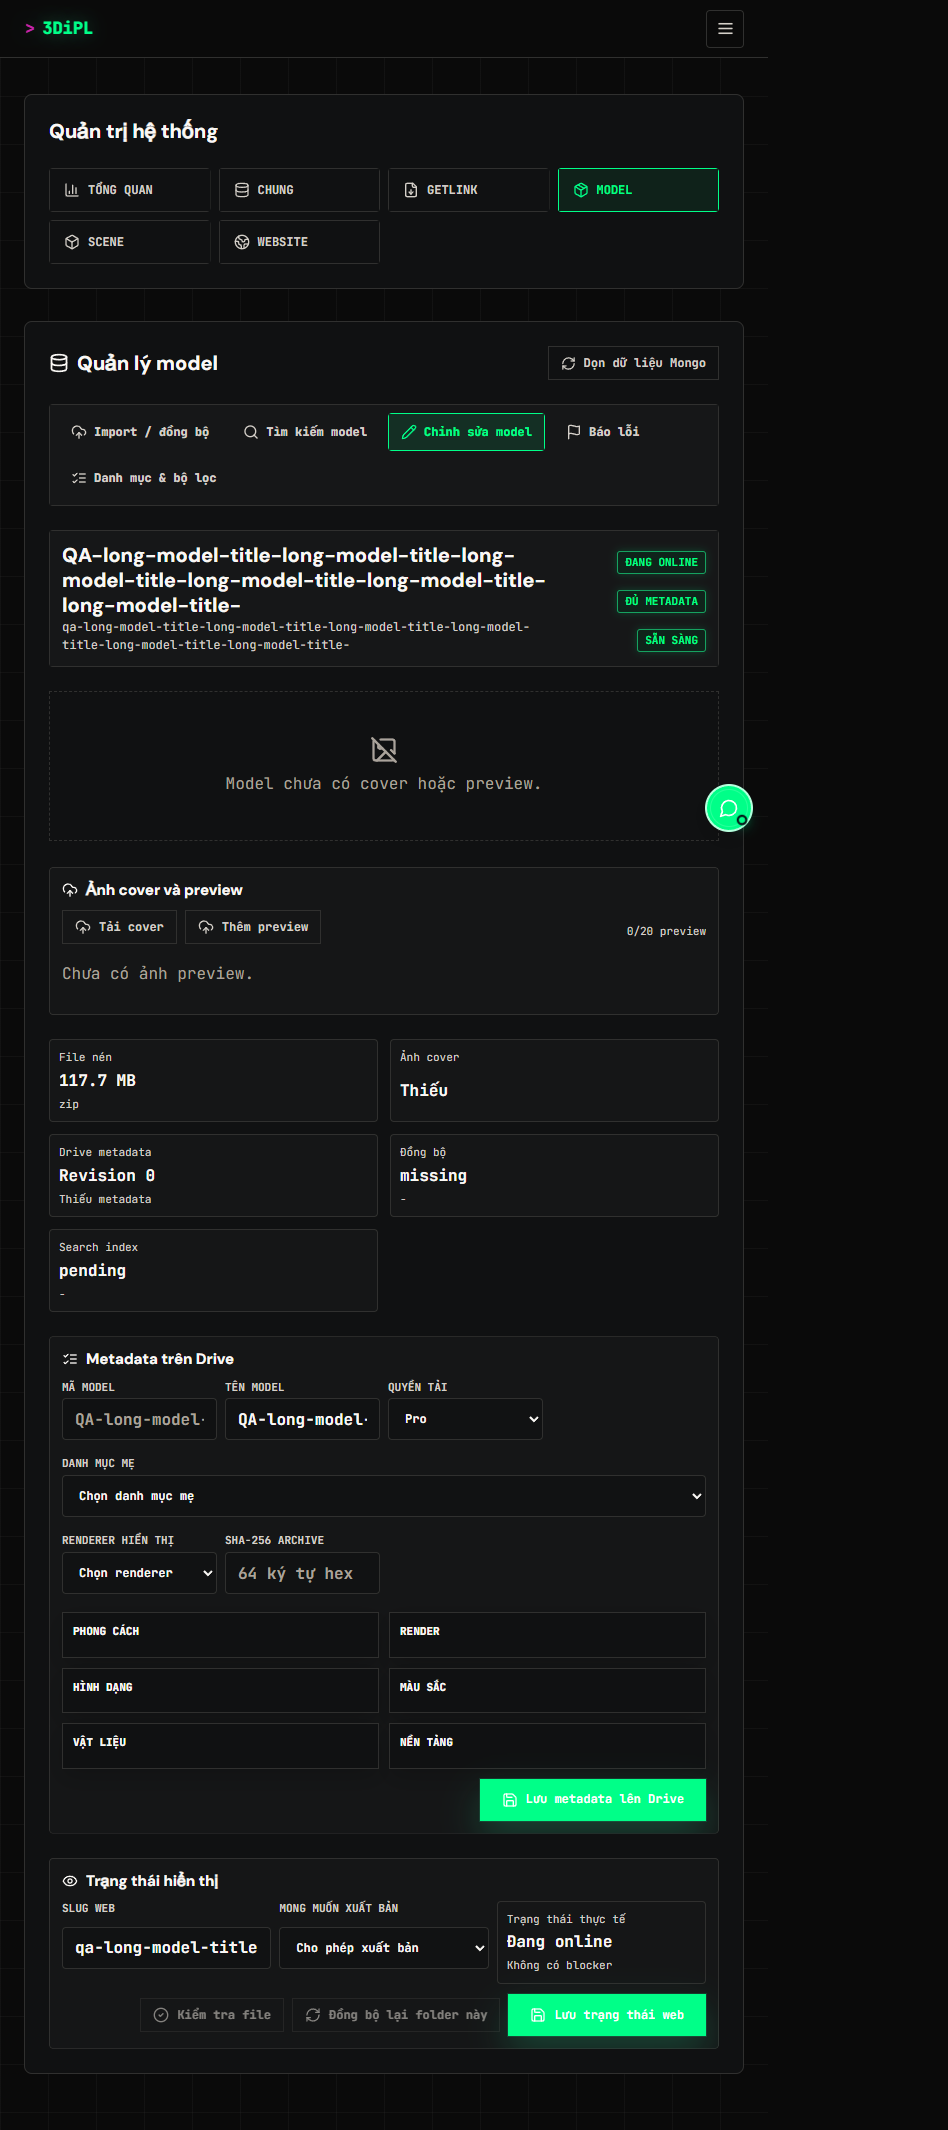 > 3DiPL
Quản trị hệ thống
TỔNG QUAN
CHUNG
GETLINK
MODEL
SCENE
WEBSITE
Quản lý model
Dọn dữ liệu Mongo
Import / đồng bộ
Tìm kiếm model
Chỉnh sửa model
Báo lỗi
Danh mục & bộ lọc
QA-long-model-title-long-model-title-long-
model-title-long-model-title-long-model-title-
long-model-title-
qa-long-model-title-long-model-title-long-model-title-long-model-
title-long-model-title-long-model-title-
ĐANG ONLINE
ĐỦ METADATA
SẴN SÀNG
Model chưa có cover hoặc preview.
Ảnh cover và preview
Tải cover
Thêm preview
0/20 preview
Chưa có ảnh preview.
File nén
117.7 MB
zip
Ảnh cover
Thiếu
Drive metadata
Revision 0
Thiếu metadata
Đồng bộ
missing
-
Search index
pending
-
Metadata trên Drive
MÃ MODEL
TÊN MODEL
QUYỀN TẢI
QA-long-model-
QA-long-model-
Pro
DANH MỤC MẸ
Chọn danh mục mẹ
RENDERER HIỂN THỊ
SHA-256 ARCHIVE
Chọn renderer
64 ký tự hex
PHONG CÁCH
RENDER
HÌNH DẠNG
MÀU SẮC
VẬT LIỆU
NỀN TẢNG
Lưu metadata lên Drive
Trạng thái hiển thị
SLUG WEB
MONG MUỐN XUẤT BẢN
qa-long-model-title
Cho phép xuất bản
Trạng thái thực tế
Đang online
Không có blocker
Kiểm tra file
Đồng bộ lại folder này
Lưu trạng thái web